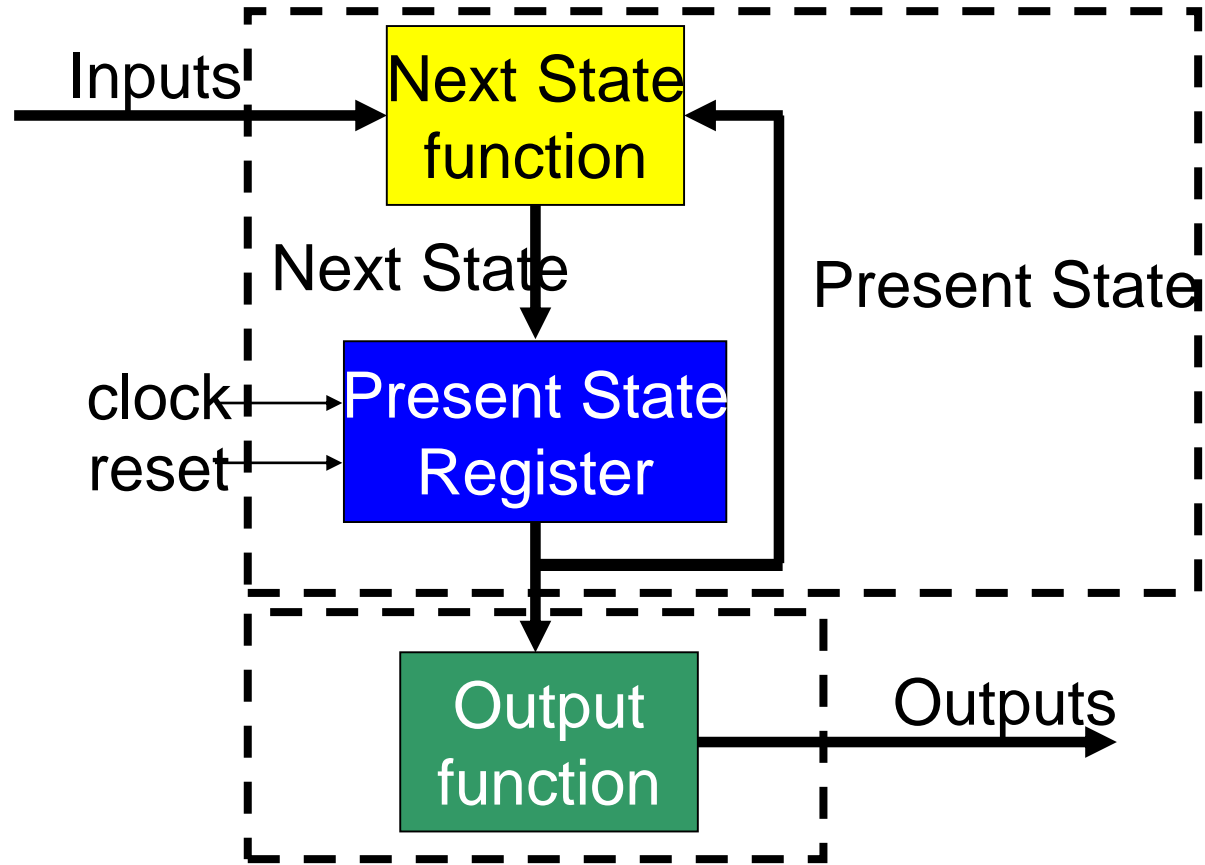 Inputs
Next State
function
Next State
Present State
clock
reset
Present State
Register
Output
function
Outputs